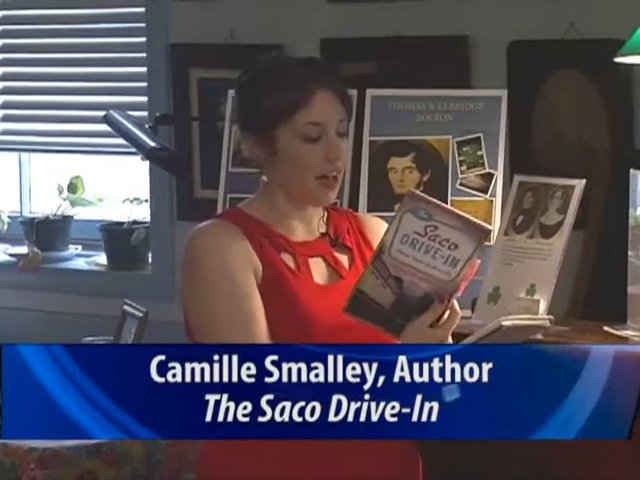 THOMAS & ELBRIDGE
BOLTON
Saco
DRIVE-IN
Camille Smalley, Author
The Saco Drive-In